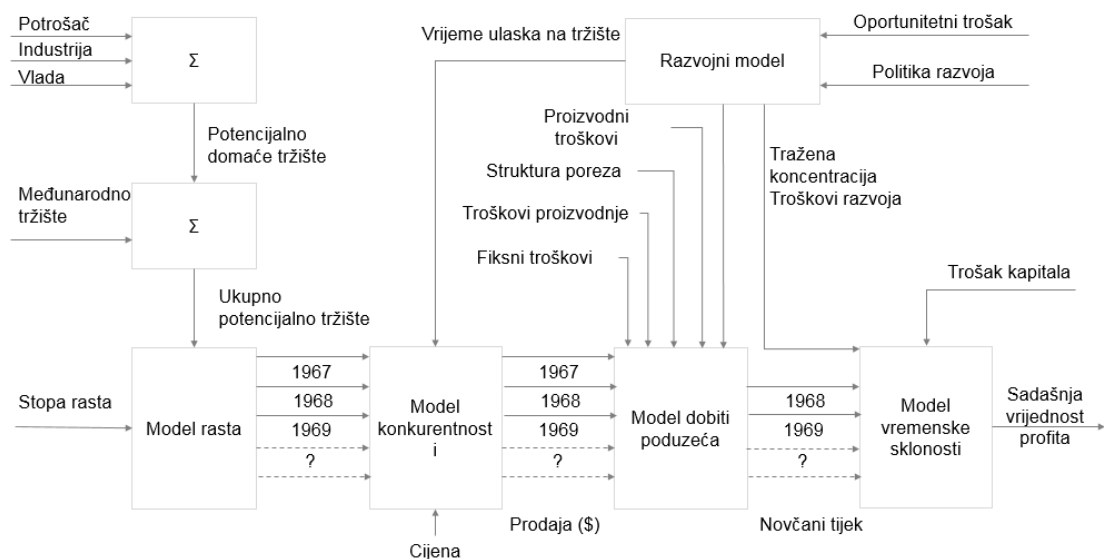 Potrošač
Industrija
Vlada
Σ
Vrijeme ulaska na tržište
Razvojni model
Oportunitetni trošak
Politika razvoja
Potencijalno
domaće tržište
Proizvodni
troškovi
Struktura poreza
Troškovi proizvodnje
Fiksni troškovi
Tražena
koncentracija
Troškovi razvoja
Međunarodno
tržište
Σ
Trošak kapitala
Ukupno
potencijalno tržište
Stopa rasta
Model rasta
1967
1968
1969
?
Model
konkurentnost
i
1967
1968
1969
?
Model dobiti
poduzeća
1968
1969
?
Model
vremenske
sklonosti
Sadašnja
vrijednost
profita
Cijena
Prodaja ($)
Novčani tijek